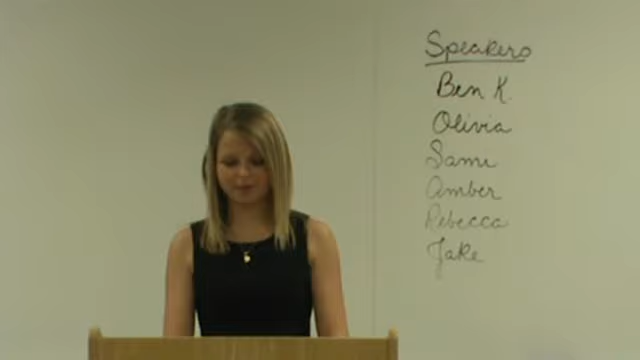 Speakers
Ben K.
Olivia
Sami
Amber
Rebecca
Jake